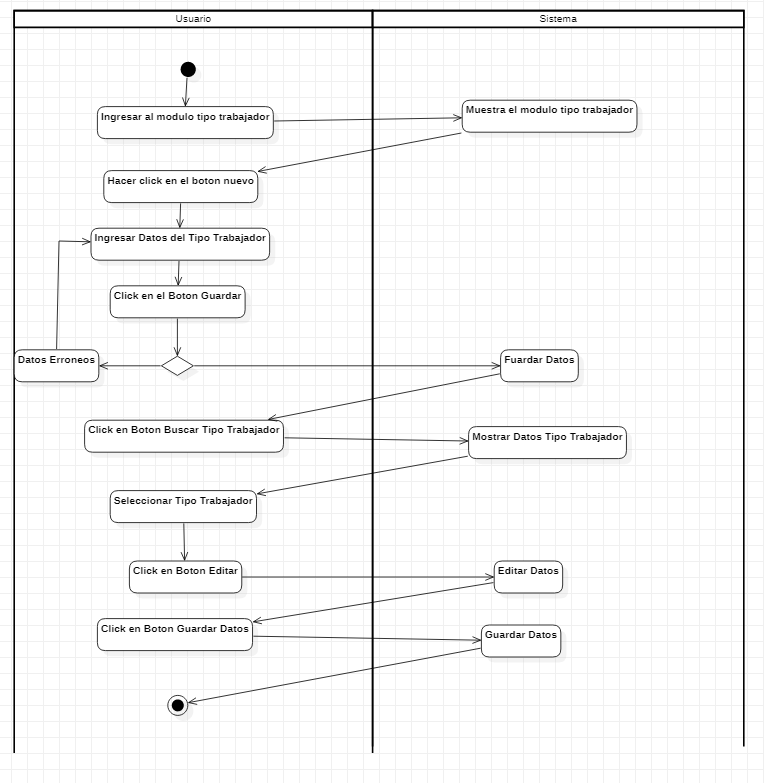 Usuario
Sistema
Ingresar al modulo tipo trabajador
Muestra el modulo tipo trabajador
Hacer click en el boton nuevo
Ingresar Datos del Tipo Trabajador
Click en el Boton Guardar
Datos Erroneos
Fuardar Datos
Click en Boton Buscar Tipo Trabajador
Mostrar Datos Tipo Trabajador
Seleccionar Tipo Trabajador
Click en Boton Editar
Editar Datos
Click en Boton Guardar Datos
Guardar Datos